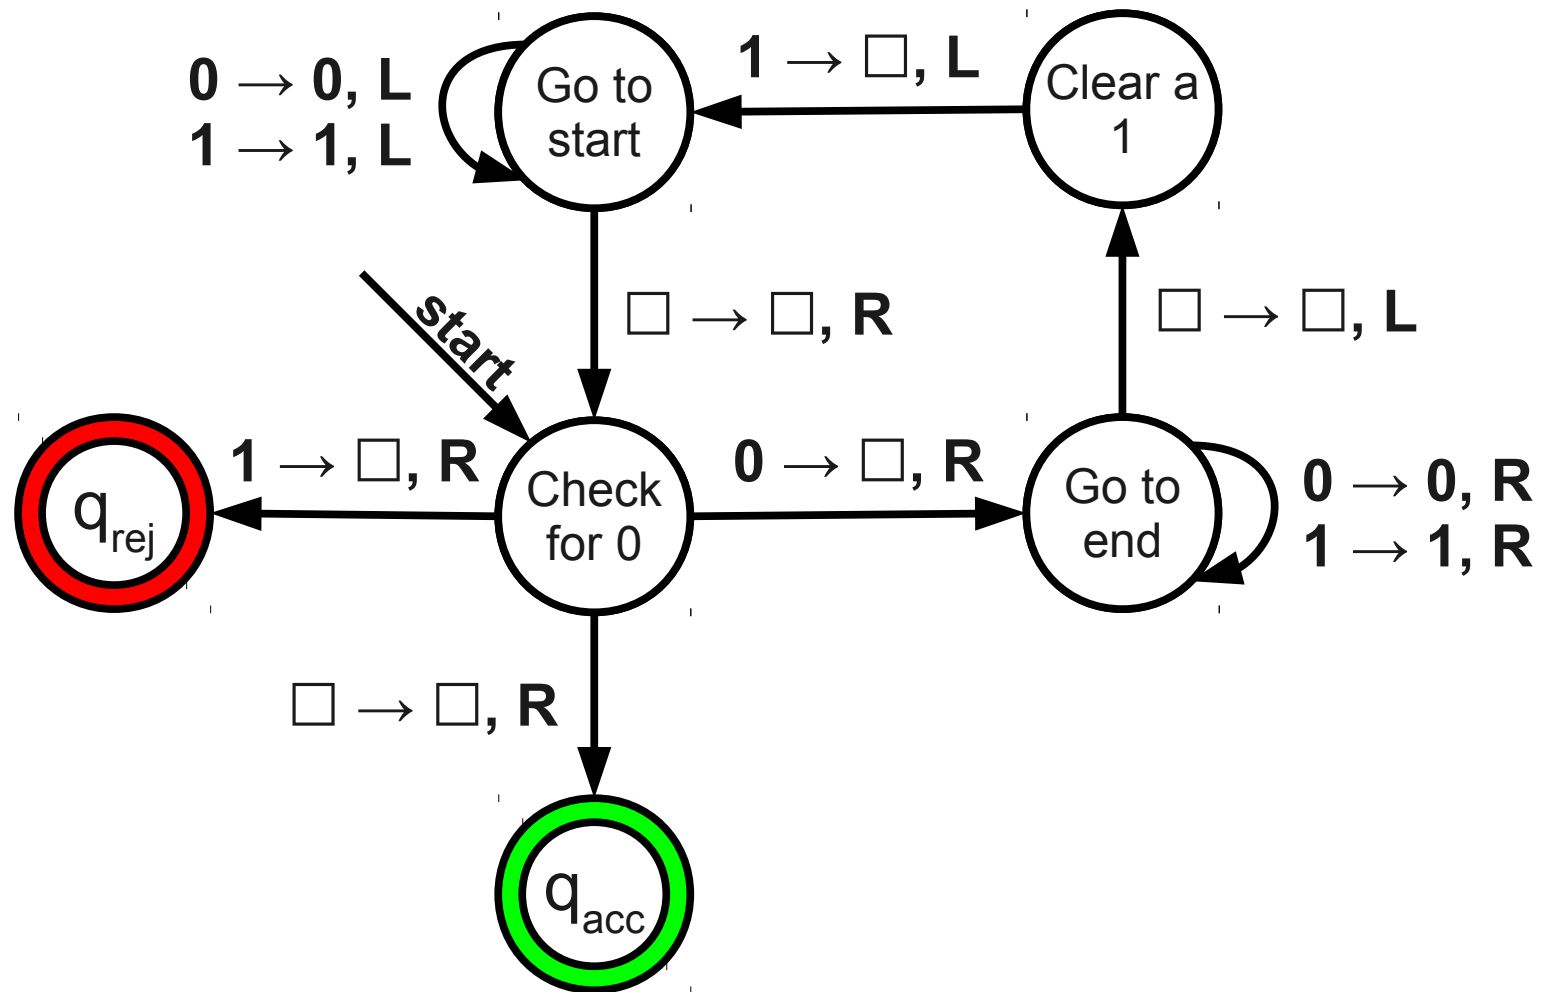 0 → 0, L
1 → 1, L
Go to
start
1 → □, L
Clear a
1
start
□ → □, R
□ → □, L
q_rej
1 → □, R
Check
for 0
0 → □, R
Go to
end
0 → 0, R
1 → 1, R
□ → □, R
q_acc